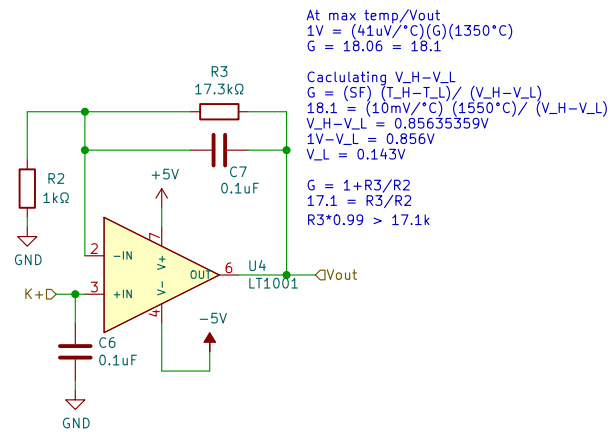 At max temp/Vout
1V = (41uV/°C)(G)(1350°C)
G = 18.06 = 18.1
Caclulating V_H-V_L
G = (SF) (T_H-T_L)/ (V_H-V_L)
18.1 = (10mV/°C) (1550°C)/ (V_H-V_L)
V_H-V_L = 0.85635359V
1V-V_L = 0.856V
V_L = 0.143V
G = 1+R3/R2
17.1 = R3/R2
R3*0.99 > 17.1k
R3
17.3kΩ
C7
0.1uF
R2
1kΩ
GND
+5V
2
-IN
7
V+
U4
LT1001
OUT
6
Vout
K+
3
+IN
V-
4
-5V
C6
0.1uF
GND